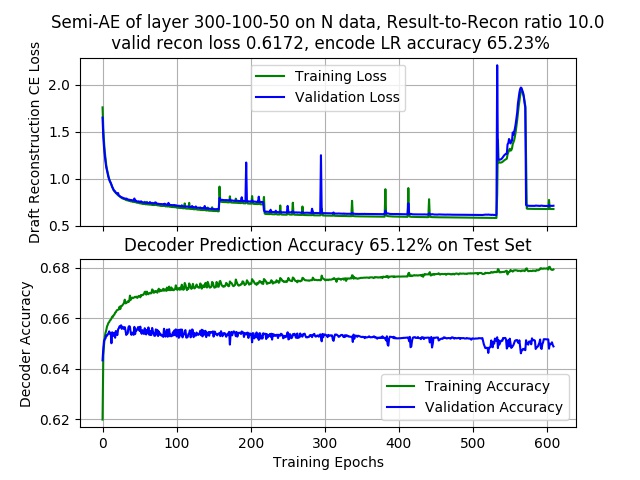 Semi-AE of layer 300-100-50 on N data, Result-to-Recon ratio 10.0
valid recon loss 0.6172, encode LR accuracy 65.23%
Draft Reconstruction CE Loss
2.0
1.5
1.0
0.5
Training Loss
Validation Loss
Decoder Prediction Accuracy 65.12% on Test Set
Decoder Accuracy
0.68
0.66
0.64
0.62
Training Accuracy
Validation Accuracy
0 100 200 300 400 500 600
Training Epochs